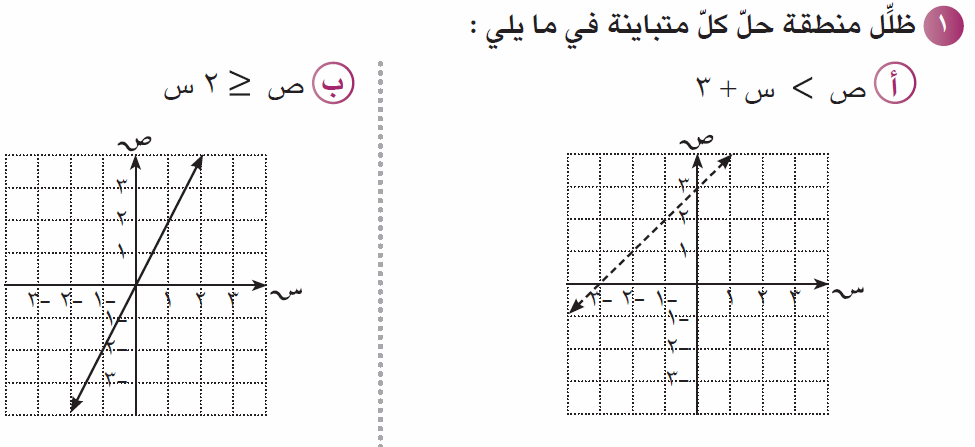 ١ ظلِّل منطقة حلّ كلّ متباينة في ما يلي :
أ ص < س + ٣
ب ص ≤ ٢ س
ص
٣
٢
١
س
٣ ٢ ١ −١ −٢ −٣
−١
−٢
−٣
ص
٣
٢
١
س
٣ ٢ ١ −١ −٢ −٣
−١
−٢
−٣